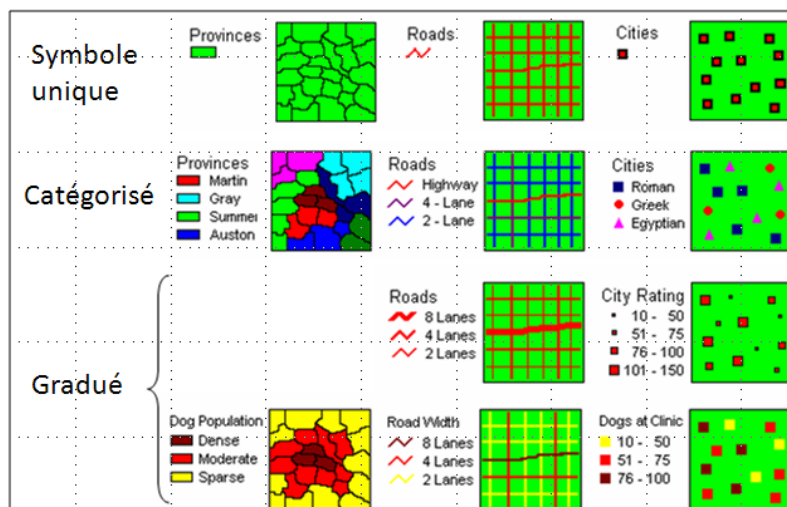 Symbole
unique
Provinces
Roads
Cities
Catégorisé
Provinces
Martin
Gray
Summer
Auston
Roads
Highway
4 - Lane
2 - Lane
Cities
Roman
Greek
Egyptian
Gradué
Roads
8 Lanes
4 Lanes
2 Lanes
City Rating
10 - 50
51 - 75
76 - 100
101 - 150
Dog Population
Dense
Moderate
Sparse
Road Width
8 Lanes
4 Lanes
2 Lanes
Dogs at Clinic
10 - 50
51 - 75
76 - 100